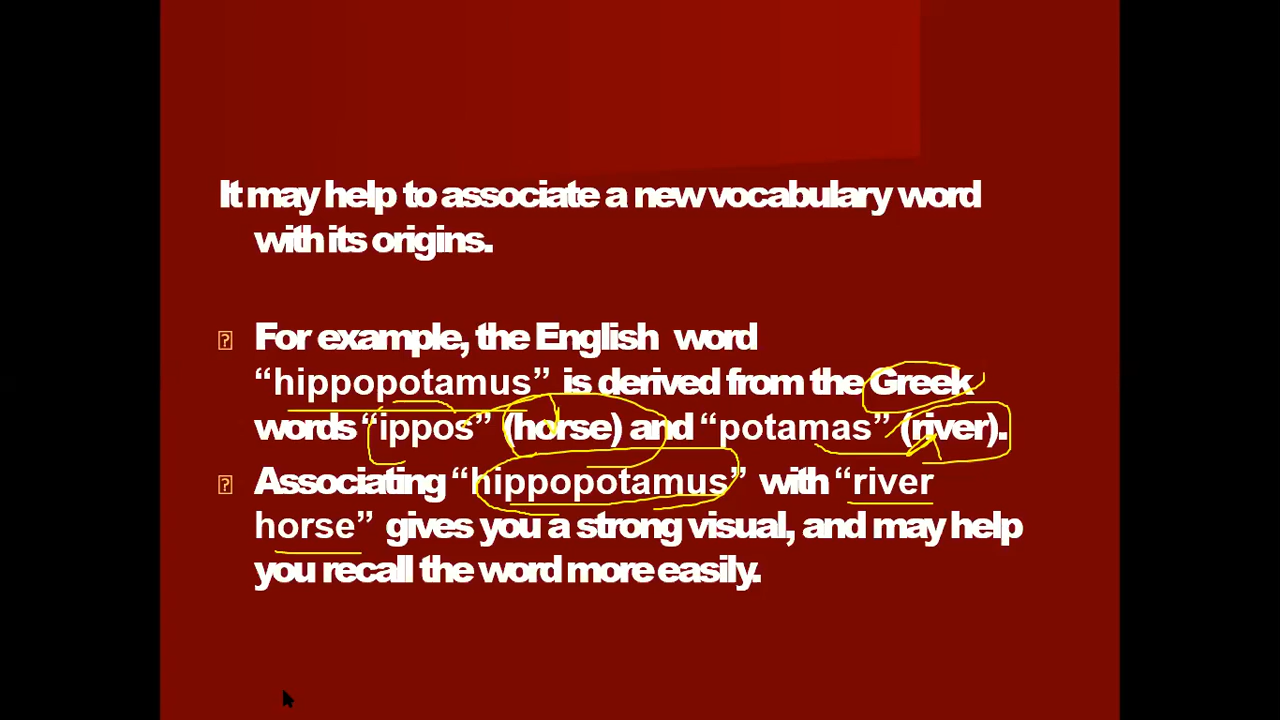 It may help to associate a new vocabulary word
with its origins.
For example, the English word
“hippopotamus” is derived from the Greek
words “ippos” (horse) and “potamas” (river).
Associating “hippopotamus” with “river
horse” gives you a strong visual, and may help
you recall the word more easily.